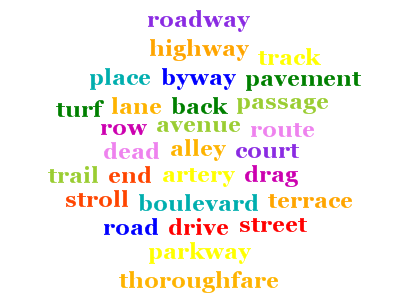 roadway
highway track
place byway pavement
turf lane back passage
row avenue route
dead alley court
trail end artery drag
stroll boulevard terrace
road drive street
parkway
thoroughfare